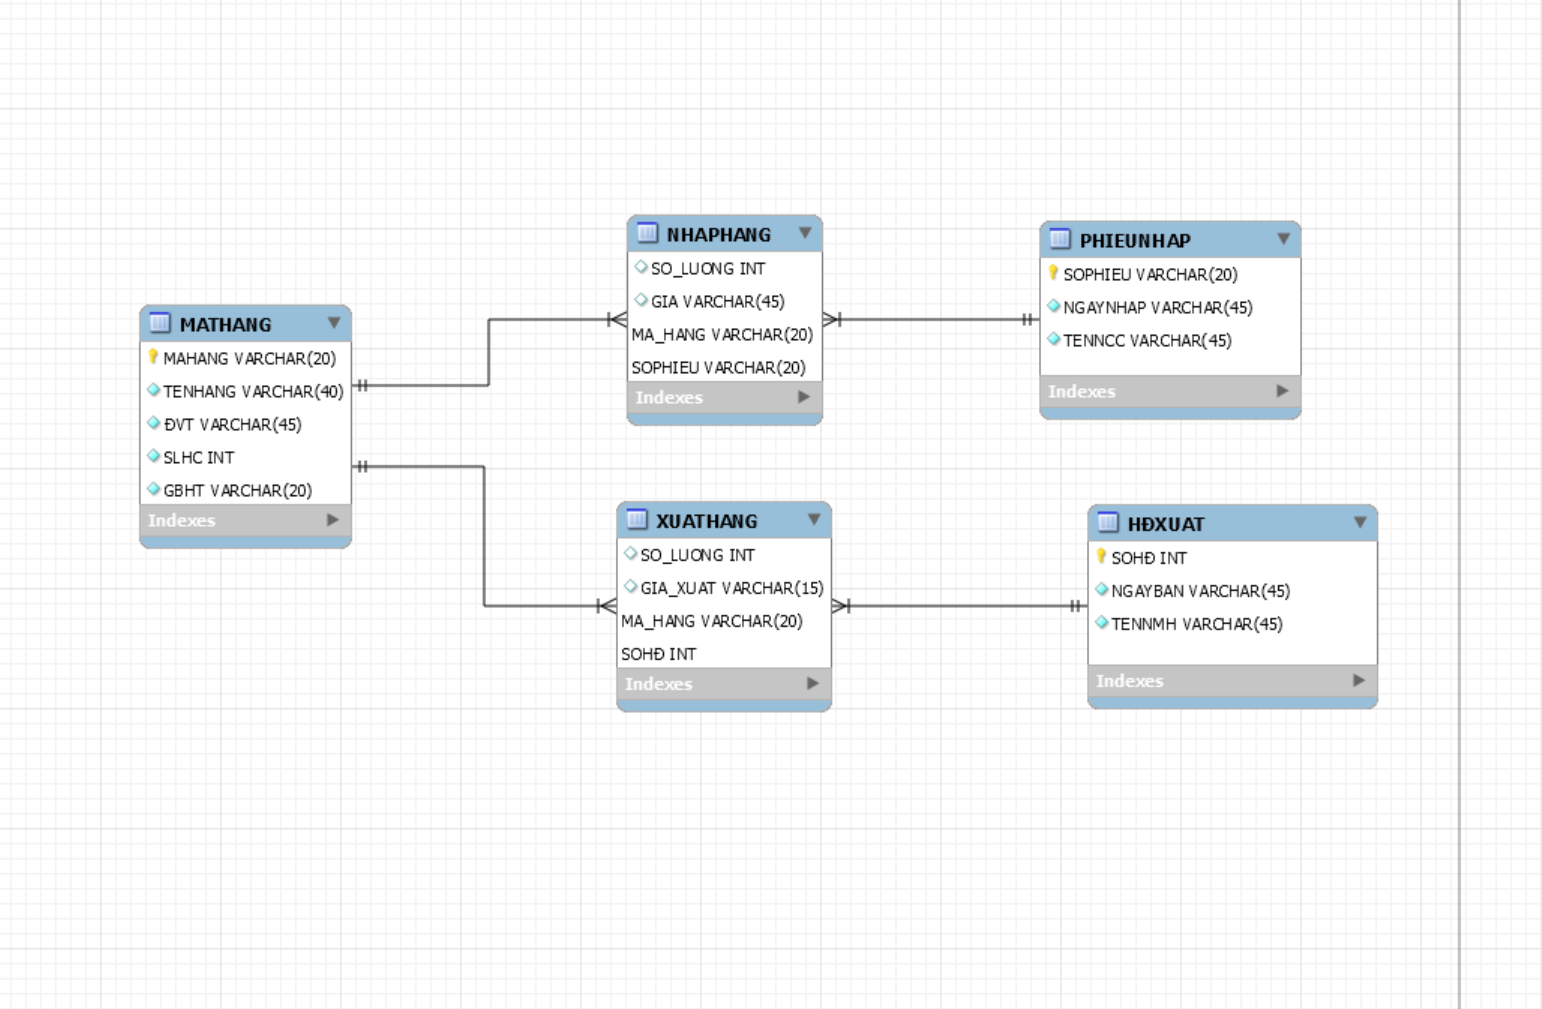 MATHANG
MAHANG VARCHAR(20)
TENHANG VARCHAR(40)
ĐVT VARCHAR(45)
SLHC INT
GBHT VARCHAR(20)
Indexes
NHAPHANG
SO_LUONG INT
GIA VARCHAR(45)
MA_HANG VARCHAR(20)
SOPHIEU VARCHAR(20)
Indexes
PHIEUNHAP
SOPHIEU VARCHAR(20)
NGAYNHAP VARCHAR(45)
TENNCC VARCHAR(45)
Indexes
XUATHANG
SO_LUONG INT
GIA_XUAT VARCHAR(15)
MA_HANG VARCHAR(20)
SOHĐ INT
Indexes
HĐXUAT
SOHĐ INT
NGAYBAN VARCHAR(45)
TENNMH VARCHAR(45)
Indexes